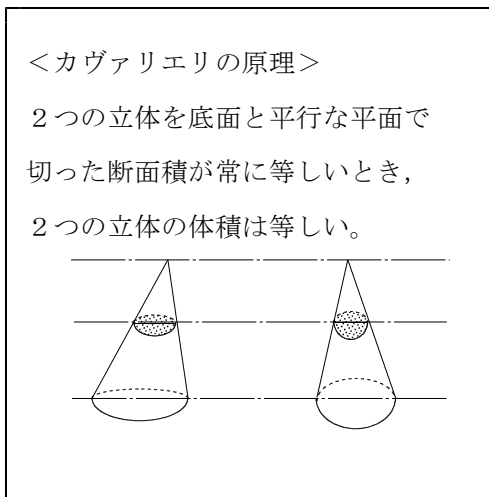 ＜カヴァリエリの原理＞
２つの立体を底面と平行な平面で
切った断面積が常に等しいとき，
２つの立体の体積は等しい。